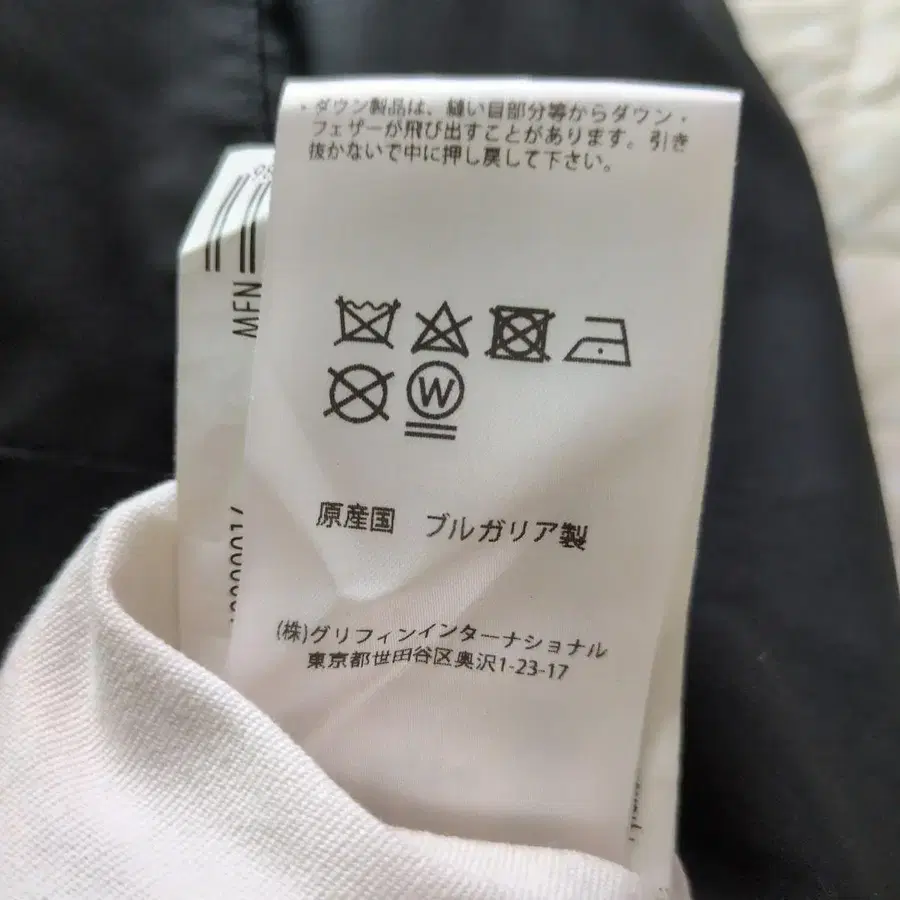 ・ダウン製品は、縫い目部分等からダウン・
フェザーが飛び出すことがあります。引き
抜かないで中に押し戻して下さい。
W
原産国 ブルガリア製
(株)グリフィンインターナショナル
東京都世田谷区奥沢1-23-17
MEN